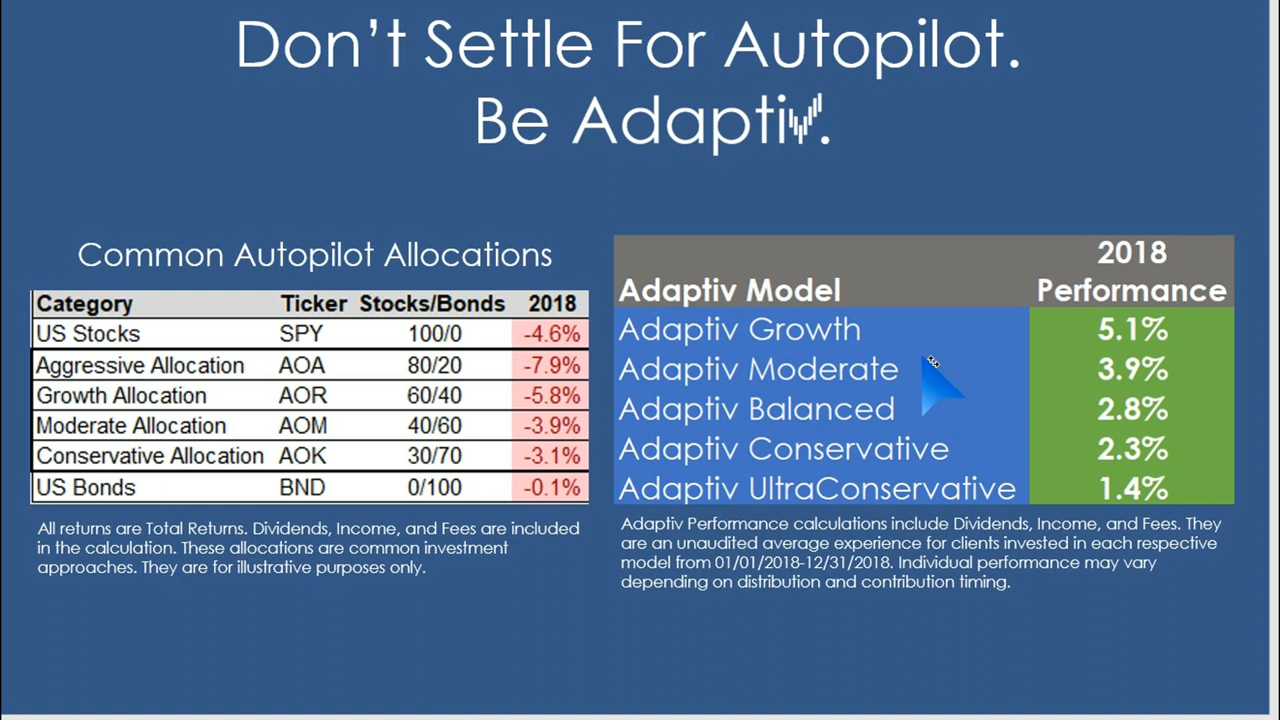 Don't Settle For Autopilot.
Be Adaptiv.
Common Autopilot Allocations
Category Ticker Stocks/Bonds 2018
US Stocks SPY 100/0 -4.6%
Aggressive Allocation AOA 80/20 -7.9%
Growth Allocation AOR 60/40 -5.8%
Moderate Allocation AOM 40/60 -3.9%
Conservative Allocation AOK 30/70 -3.1%
US Bonds BND 0/100 -0.1%
All returns are Total Returns. Dividends, Income, and Fees are included
in the calculation. These allocations are common investment
approaches. They are for illustrative purposes only.
2018
Adaptiv Model Performance
Adaptiv Growth 5.1%
Adaptiv Moderate 3.9%
Adaptiv Balanced 2.8%
Adaptiv Conservative 2.3%
Adaptiv UltraConservative 1.4%
Adaptiv Performance calculations include Dividends, Income, and Fees. They
are an unaudited average experience for clients invested in each respective
model from 01/01/2018-12/31/2018. Individual performance may vary
depending on distribution and contribution timing.